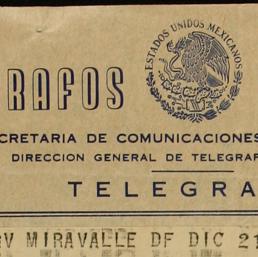 ESTADOS UNIDOS MEXICANOS
RAFOS
CRETARIA DE COMUNICACIONES
DIRECCION GENERAL DE TELEGRAF
TELEGRA
RV MIRAVALLE DF DIC 21